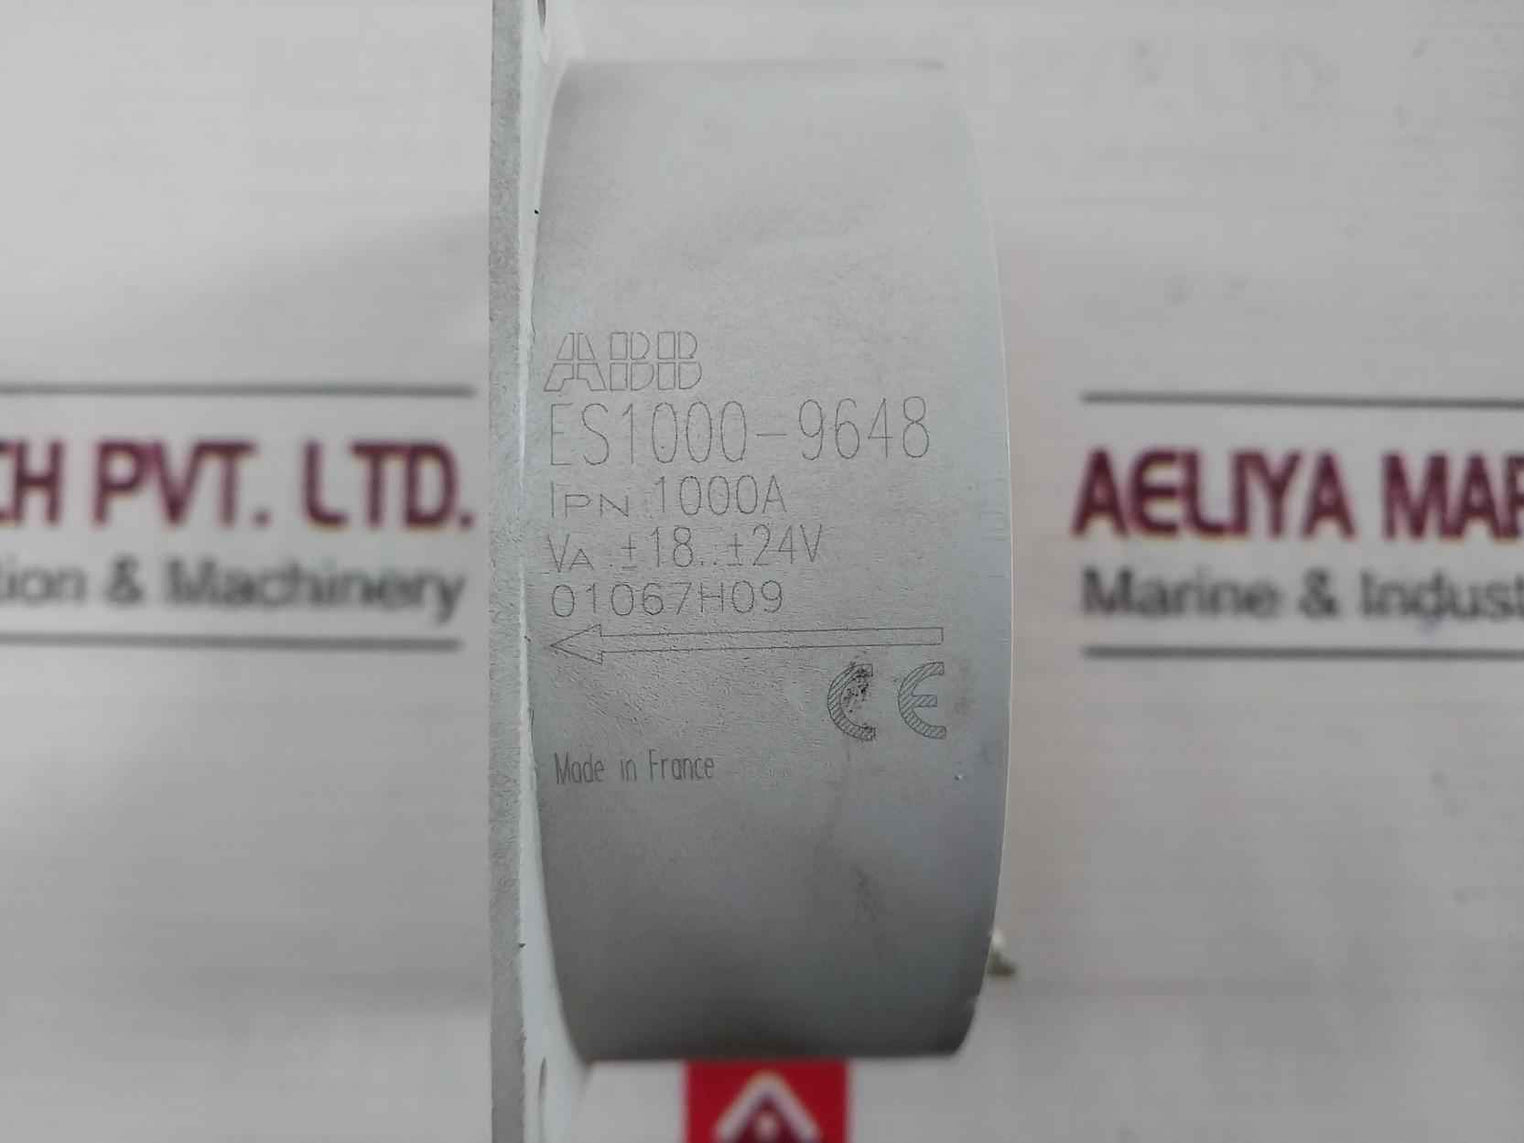 ABB
ES1000-9648
IPN 1000A
VA ±18..±24V
01067H09
CE
Made in France
CH PVT. LTD.
tion & Machinery
AELIYA MAR
Marine & Indust